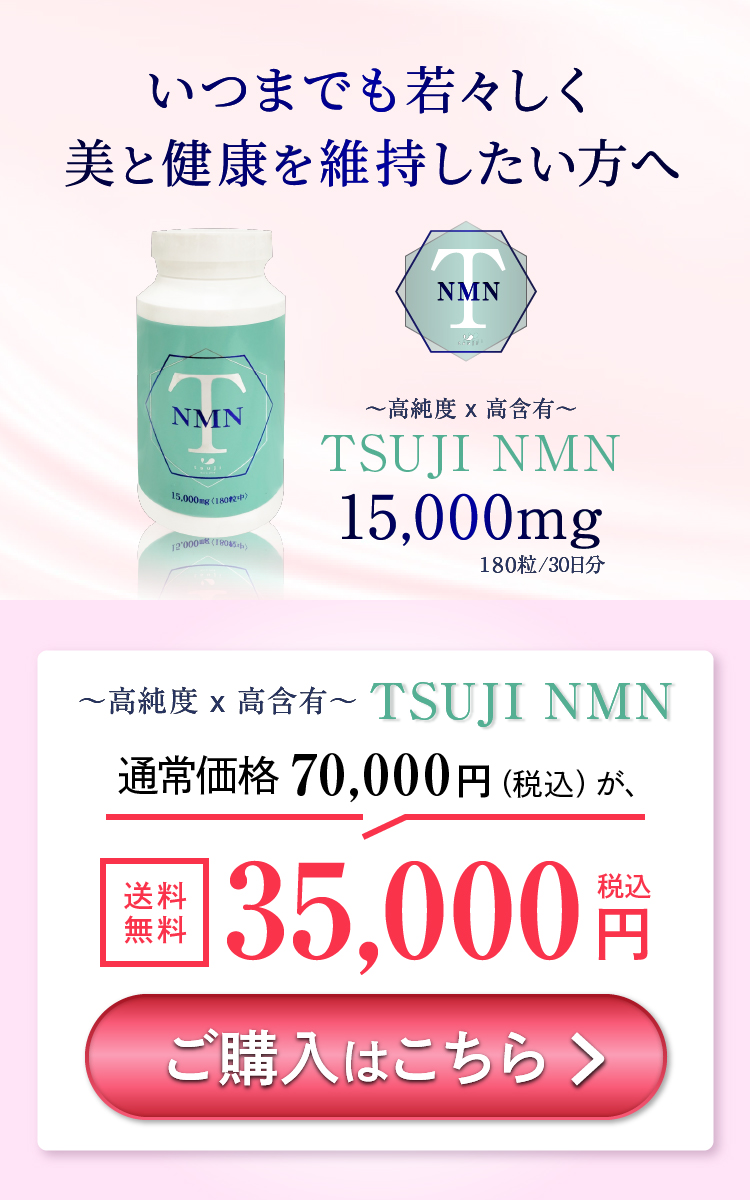 いつまでも若々しく
美と健康を維持したい方へ
T
NMN
T
NMN
TSUJI
15,000mg(180粒中)
～高純度 x 高含有～
TSUJI NMN
15,000mg
180粒/30日分
～高純度 x 高含有～ TSUJI NMN
通常価格 70,000円（税込）が、
送料
無料
35,000
税込
円
ご購入はこちら